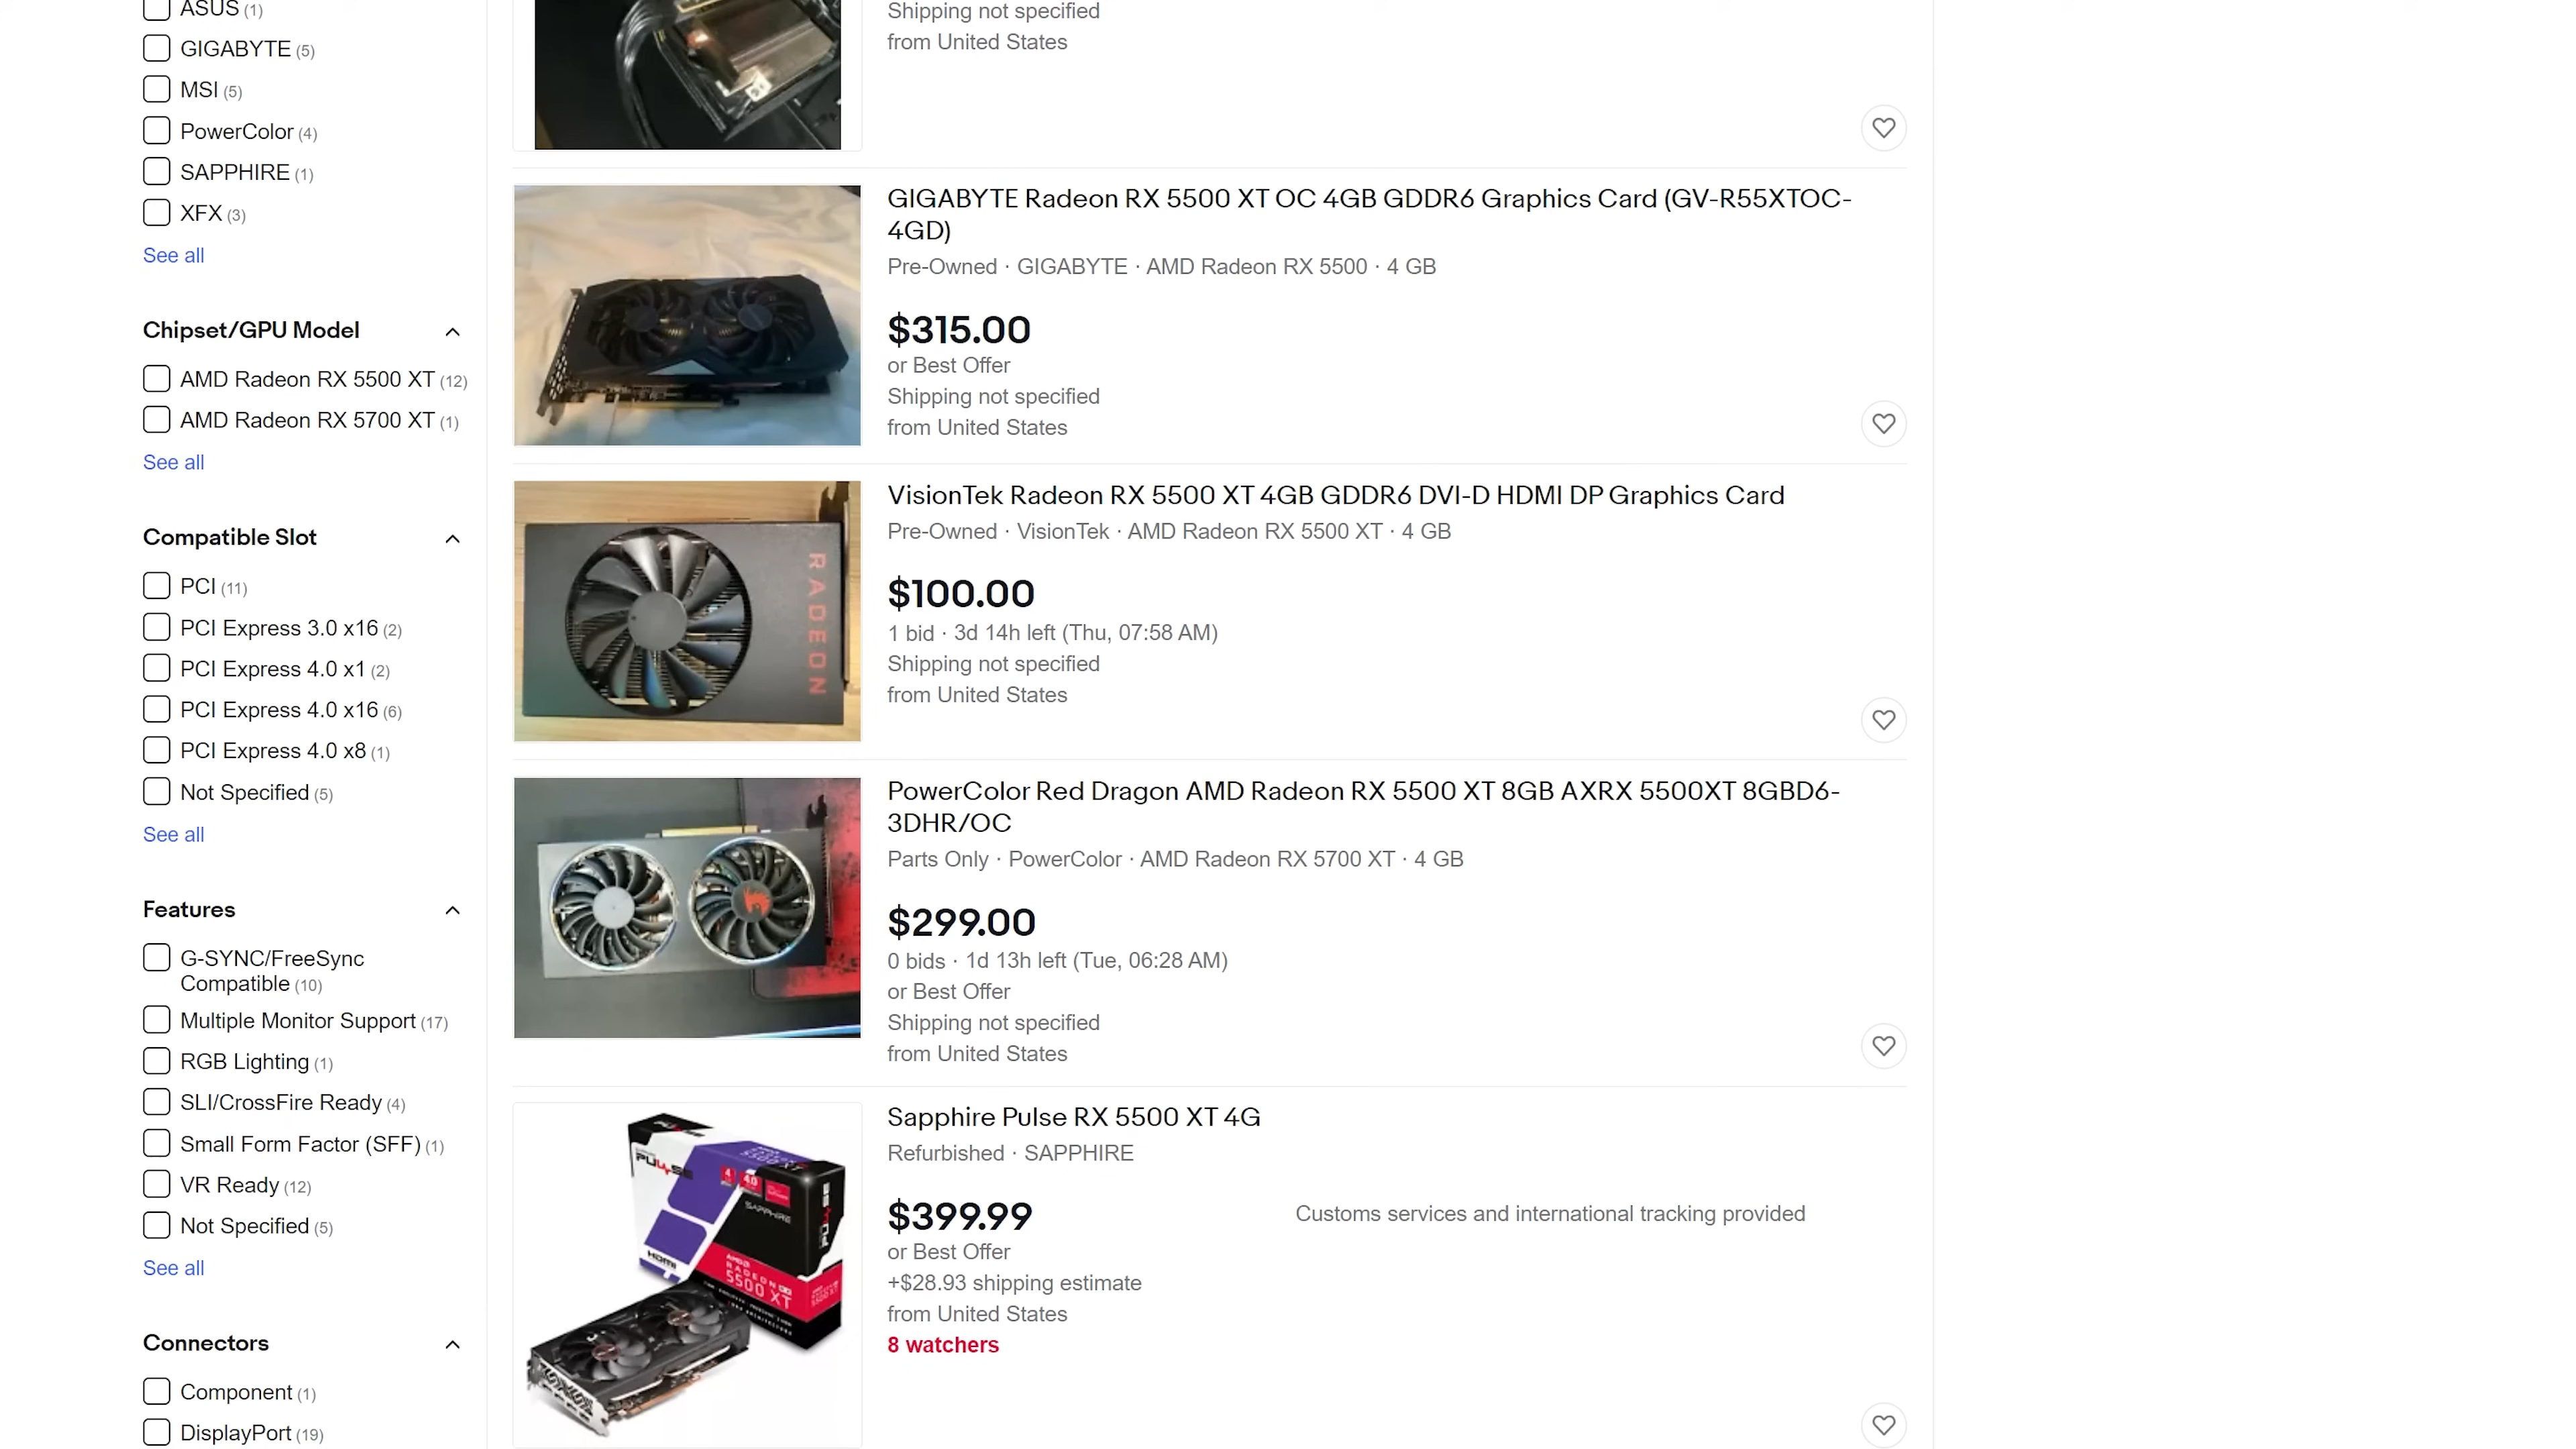 ASUS (1)
GIGABYTE (5)
MSI (5)
PowerColor (4)
SAPPHIRE (1)
XFX (3)
See all
Chipset/GPU Model
AMD Radeon RX 5500 XT (12)
AMD Radeon RX 5700 XT (1)
See all
Compatible Slot
PCI (11)
PCI Express 3.0 x16 (2)
PCI Express 4.0 x1 (2)
PCI Express 4.0 x16 (6)
PCI Express 4.0 x8 (1)
Not Specified (5)
See all
Features
G-SYNC/FreeSync
Compatible (10)
Multiple Monitor Support (17)
RGB Lighting (1)
SLI/CrossFire Ready (4)
Small Form Factor (SFF) (1)
VR Ready (12)
Not Specified (5)
See all
Connectors
Component (1)
DisplayPort (19)
Shipping not specified
from United States
GIGABYTE Radeon RX 5500 XT OC 4GB GDDR6 Graphics Card (GV-R55XTOC-
4GD)
Pre-Owned · GIGABYTE · AMD Radeon RX 5500 · 4 GB
$315.00
or Best Offer
Shipping not specified
from United States
RADEON
VisionTek Radeon RX 5500 XT 4GB GDDR6 DVI-D HDMI DP Graphics Card
Pre-Owned · VisionTek · AMD Radeon RX 5500 XT · 4 GB
$100.00
1 bid · 3d 14h left (Thu, 07:58 AM)
Shipping not specified
from United States
PowerColor Red Dragon AMD Radeon RX 5500 XT 8GB AXRX 5500XT 8GBD6-
3DHR/OC
Parts Only · PowerColor · AMD Radeon RX 5700 XT · 4 GB
$299.00
0 bids · 1d 13h left (Tue, 06:28 AM)
or Best Offer
Shipping not specified
from United States
PULSE
SAPPHIRE
HDMI
AMD
RADEON
5500 XT
Sapphire Pulse RX 5500 XT 4G
Refurbished · SAPPHIRE
$399.99
Customs services and international tracking provided
or Best Offer
+$28.93 shipping estimate
from United States
8 watchers